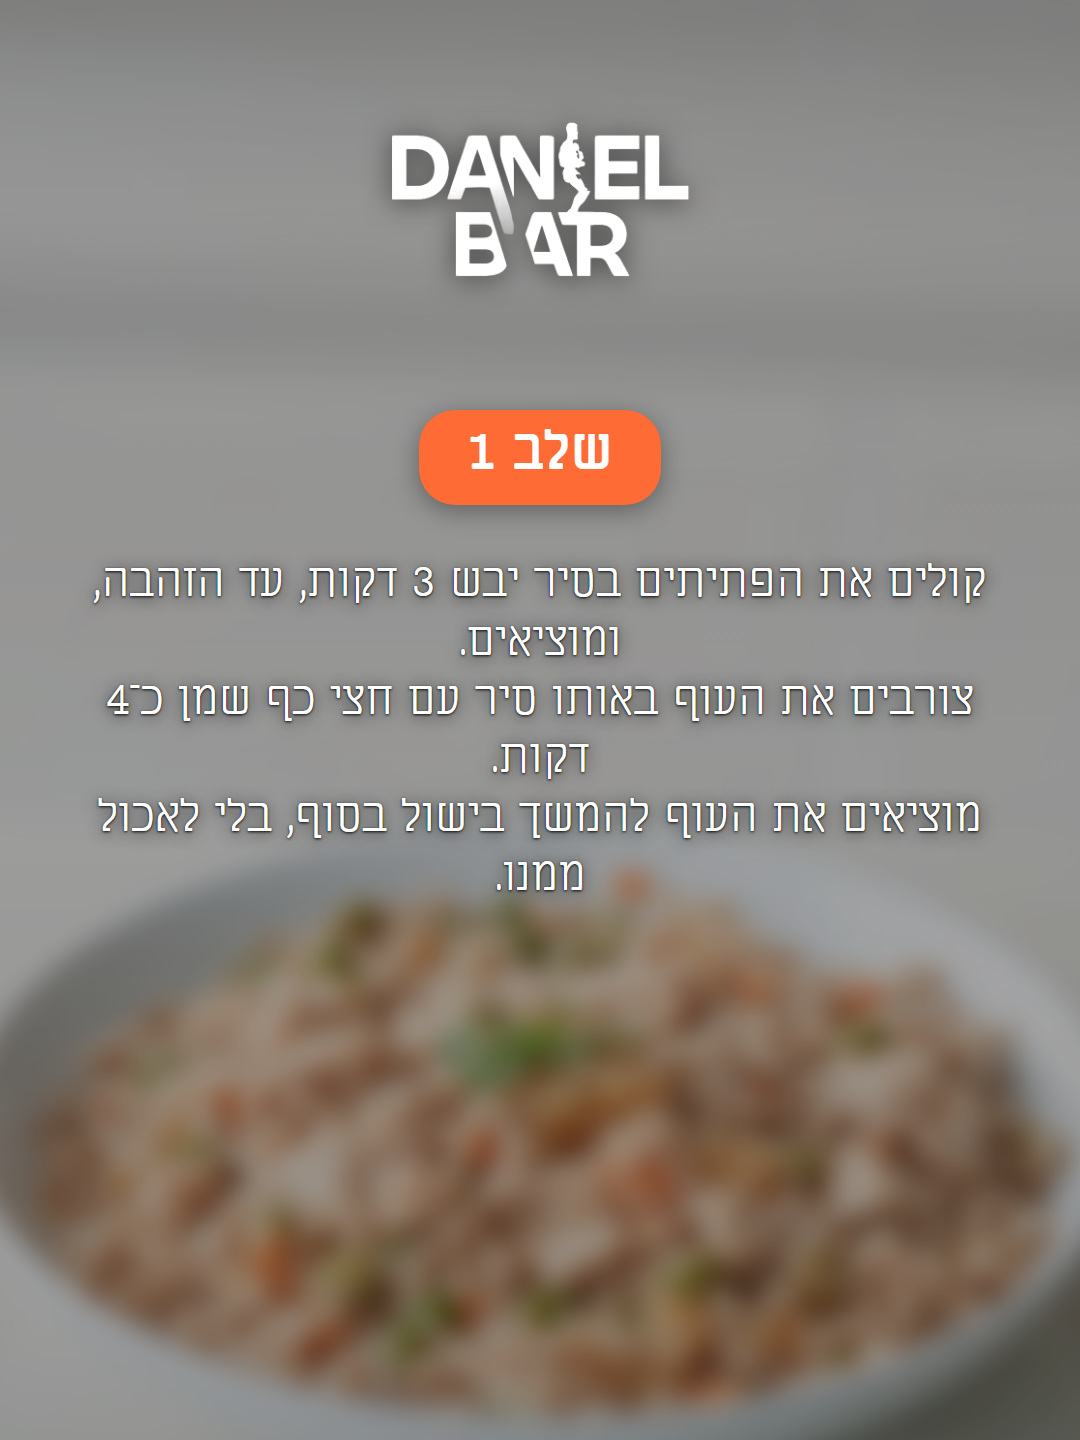 DANIEL
BAR
שלב 1
קולים את הפתיתים בסיר יבש 3 דקות, עד הזהבה,
ומוציאים.
צורבים את העוף באותו סיר עם חצי כף שמן כ־4
דקות.
מוציאים את העוף להמשך בישול בסוף, בלי לאכול
ממנו.